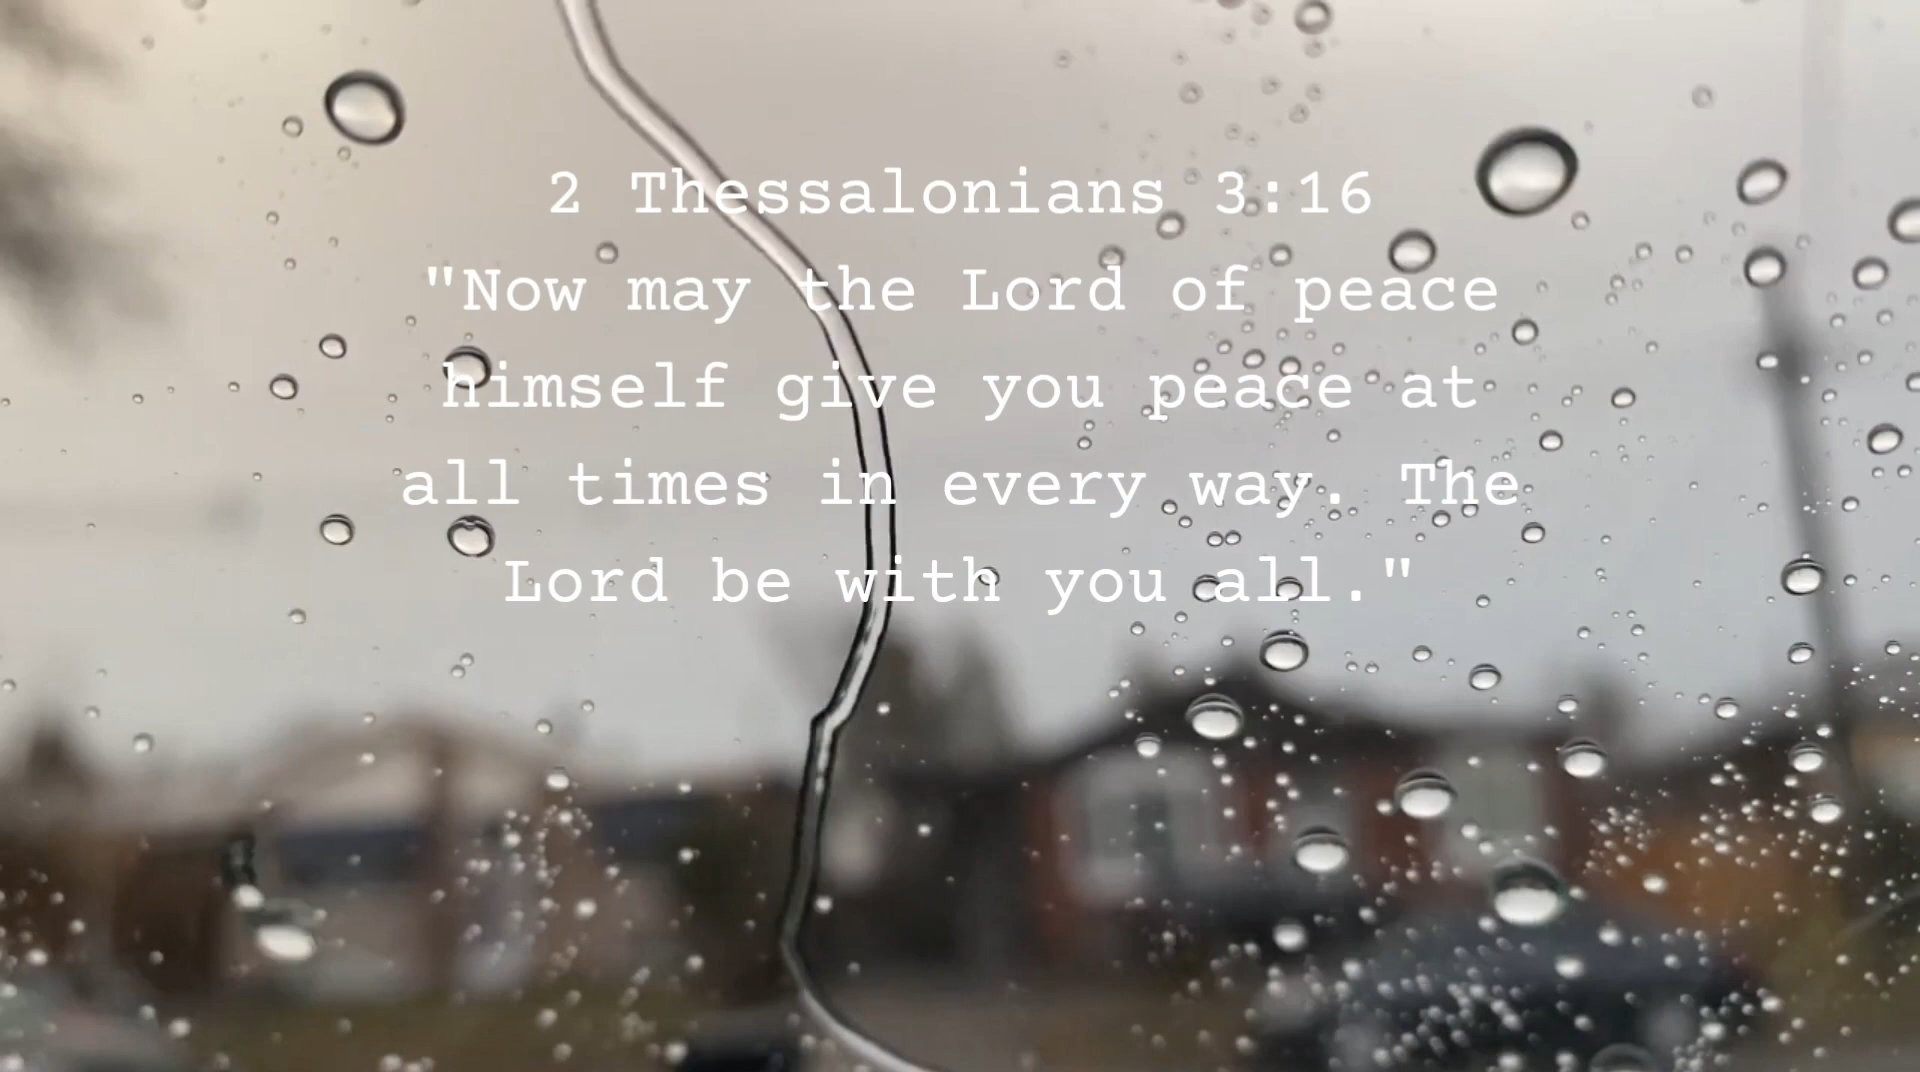 2 Thessalonians 3:16
"Now may the Lord of peace
himself give you peace at
all times in every way. The
Lord be with you all."